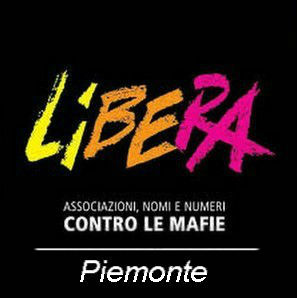 LiBERA
ASSOCIAZIONI, NOMI E NUMERI
CONTRO LE MAFIE
Piemonte